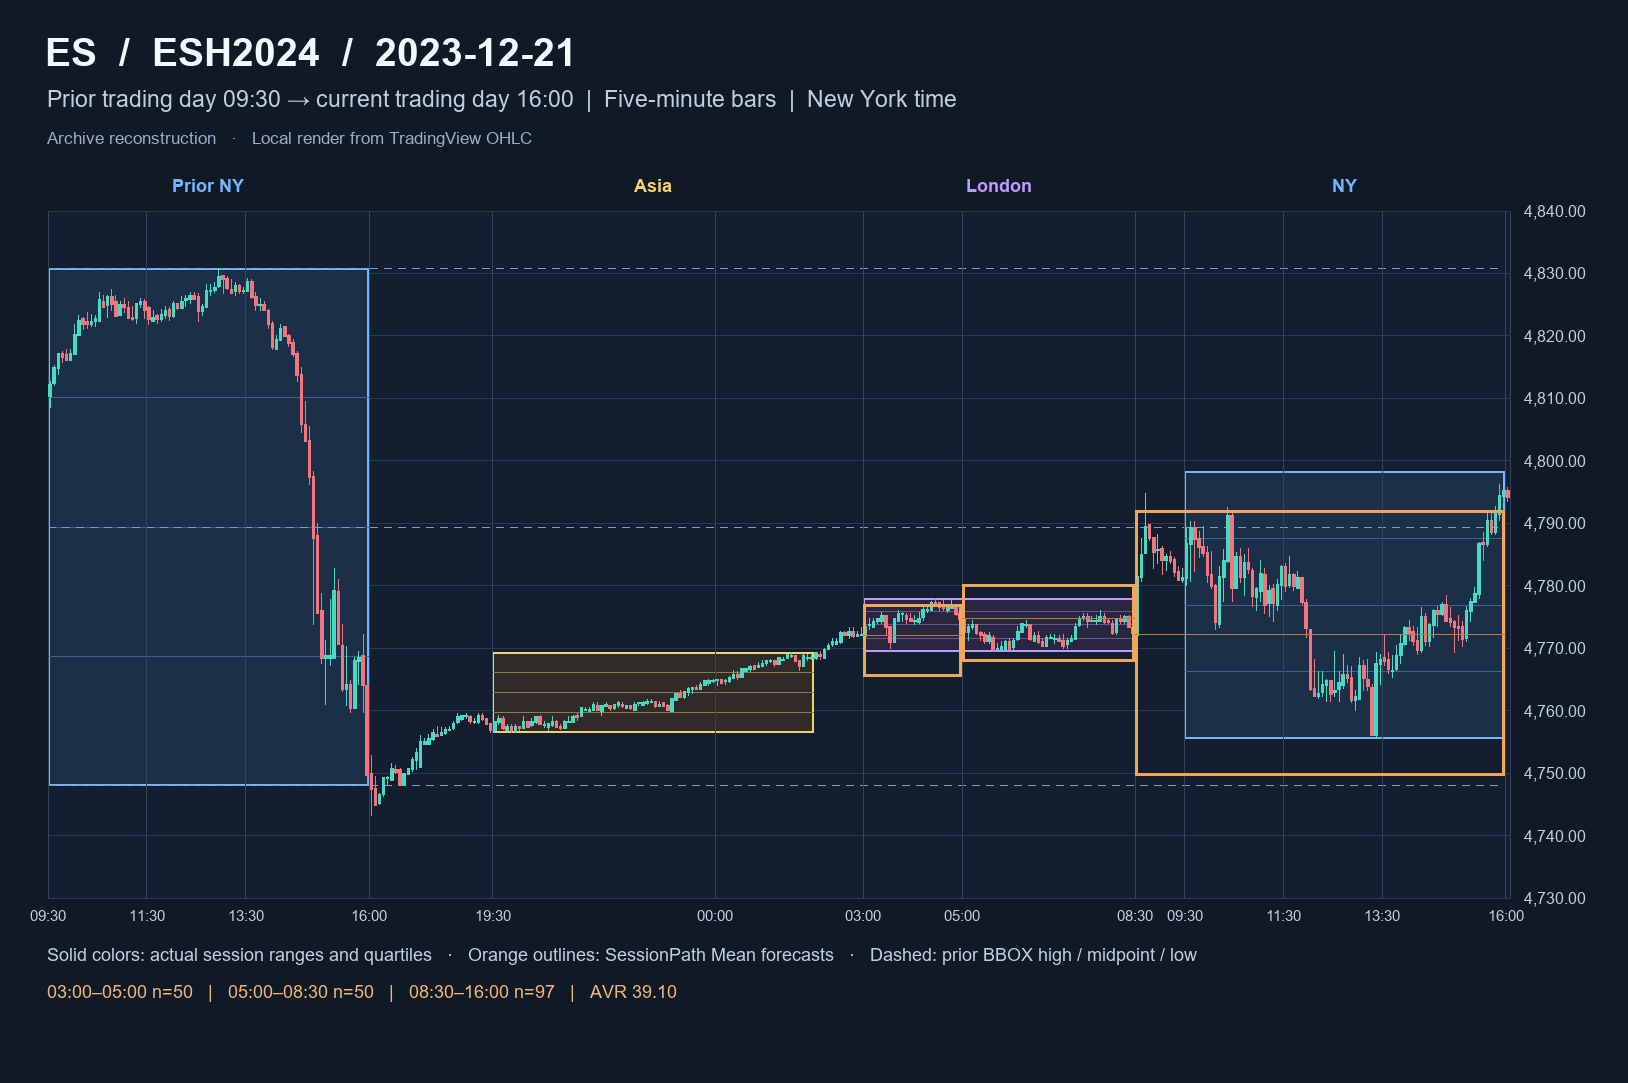 ES / ESH2024 / 2023-12-21
Prior trading day 09:30 → current trading day 16:00 | Five-minute bars | New York time
Archive reconstruction · Local render from TradingView OHLC
Prior NY Asia London NY
4,840.00
4,830.00
4,820.00
4,810.00
4,800.00
4,790.00
4,780.00
4,770.00
4,760.00
4,750.00
4,740.00
4,730.00
09:30 11:30 13:30 16:00 19:30 00:00 03:00 05:00 08:30 09:30 11:30 13:30 16:00
Solid colors: actual session ranges and quartiles · Orange outlines: SessionPath Mean forecasts · Dashed: prior BBOX high / midpoint / low
03:00–05:00 n=50 | 05:00–08:30 n=50 | 08:30–16:00 n=97 | AVR 39.10